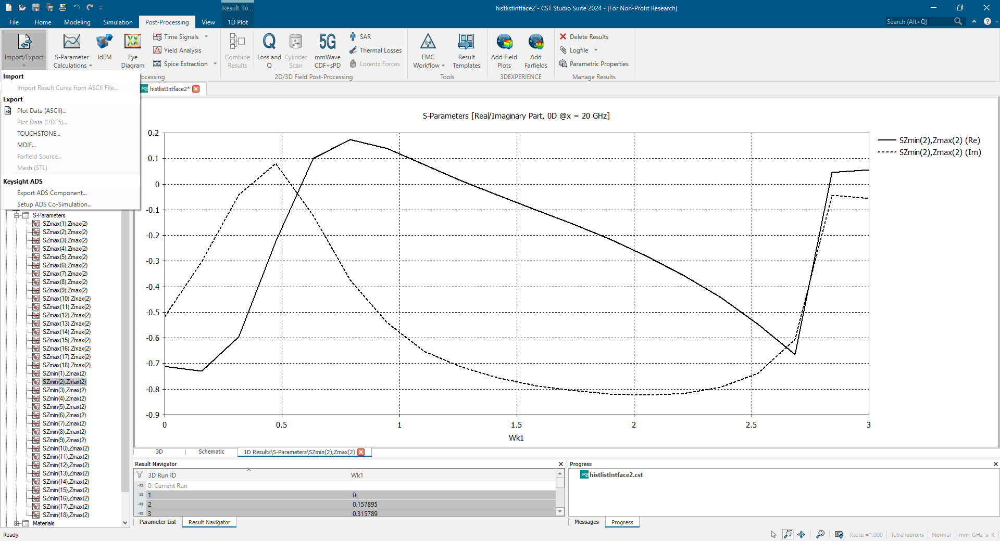 Result To...
histlistIntface2 - CST Studio Suite 2024 - [For Non-Profit Research]
File Home Modeling Simulation Post-Processing View 1D Plot
Search (Alt+Q)
Import/Export
S-Parameter Calculations
IdEM
Eye Diagram
Time Signals
Yield Analysis
Spice Extraction
Combine Results
Loss and Q
Cylinder Scan
5G
mmWave CDF+sPD
SAR
Thermal Losses
Lorentz Forces
EMC Workflow
Result Templates
Add Field Plots
Add Farfields
Delete Results
Logfile
Parametric Properties
ocessing
2D/3D Field Post-Processing
Tools
3DEXPERIENCE
Manage Results
Import
Import Result Curve from ASCII File...
Export
Plot Data (ASCII)...
Plot Data (HDF5)...
TOUCHSTONE...
MDIF...
Farfield Source...
Mesh (STL)
Keysight ADS
Export ADS Component...
Setup ADS Co-Simulation...
histlistIntface2*
S-Parameters
SZmax(1),Zmax(2)
SZmax(2),Zmax(2)
SZmax(3),Zmax(2)
SZmax(4),Zmax(2)
SZmax(5),Zmax(2)
SZmax(6),Zmax(2)
SZmax(7),Zmax(2)
SZmax(8),Zmax(2)
SZmax(9),Zmax(2)
SZmax(10),Zmax(2)
SZmax(11),Zmax(2)
SZmax(12),Zmax(2)
SZmax(13),Zmax(2)
SZmax(14),Zmax(2)
SZmax(15),Zmax(2)
SZmax(16),Zmax(2)
SZmax(17),Zmax(2)
SZmax(18),Zmax(2)
SZmin(1),Zmax(2)
SZmin(2),Zmax(2)
SZmin(3),Zmax(2)
SZmin(4),Zmax(2)
SZmin(5),Zmax(2)
SZmin(6),Zmax(2)
SZmin(7),Zmax(2)
SZmin(8),Zmax(2)
SZmin(9),Zmax(2)
SZmin(10),Zmax(2)
SZmin(11),Zmax(2)
SZmin(12),Zmax(2)
SZmin(13),Zmax(2)
SZmin(14),Zmax(2)
SZmin(15),Zmax(2)
SZmin(16),Zmax(2)
SZmin(17),Zmax(2)
SZmin(18),Zmax(2)
Materials
S-Parameters [Real/Imaginary Part, 0D @x = 20 GHz]
0.2
0.1
0
-0.1
-0.2
-0.3
-0.4
-0.5
-0.6
-0.7
-0.8
-0.9
0 0.5 1 1.5 2 2.5 3
Wk1
SZmin(2),Zmax(2) (Re)
SZmin(2),Zmax(2) (Im)
3D Schematic 1D Results\S-Parameters\SZmin(2),Zmax(2)
Result Navigator
3D Run ID Wk1
0: Current Run
1 0
2 0.157895
3 0.315789
Parameter List Result Navigator
Progress
histlistIntface2.cst
Messages Progress
Ready
Raster=1.000 Tetrahedrons Normal mm GHz s K